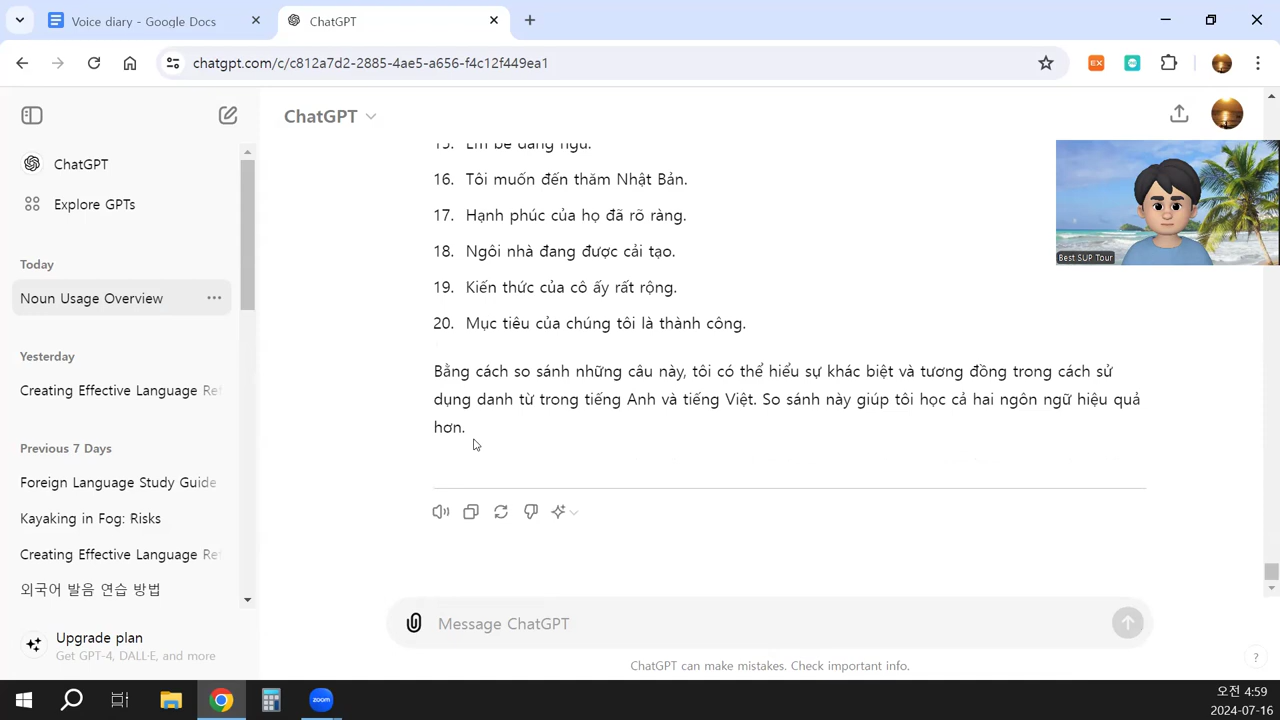 Voice diary - Google Docs
ChatGPT
chatgpt.com/c/c812a7d2-2885-4ae5-a656-f4c12f449ea1
EX
ChatGPT
ChatGPT
Explore GPTs
Today
Noun Usage Overview
Yesterday
Creating Effective Language Re
Previous 7 Days
Foreign Language Study Guide
Kayaking in Fog: Risks
Creating Effective Language Re
외국어 발음 연습 방법
Upgrade plan
Get GPT-4, DALL·E, and more
15. Em bé đang ngủ.
16. Tôi muốn đến thăm Nhật Bản.
17. Hạnh phúc của họ đã rõ ràng.
18. Ngôi nhà đang được cải tạo.
19. Kiến thức của cô ấy rất rộng.
20. Mục tiêu của chúng tôi là thành công.
Bằng cách so sánh những câu này, tôi có thể hiểu sự khác biệt và tương đồng trong cách sử
dụng danh từ trong tiếng Anh và tiếng Việt. So sánh này giúp tôi học cả hai ngôn ngữ hiệu quả
hơn.
Best SUP Tour
Message ChatGPT
ChatGPT can make mistakes. Check important info.
?
zoom
오전 4:59
2024-07-16